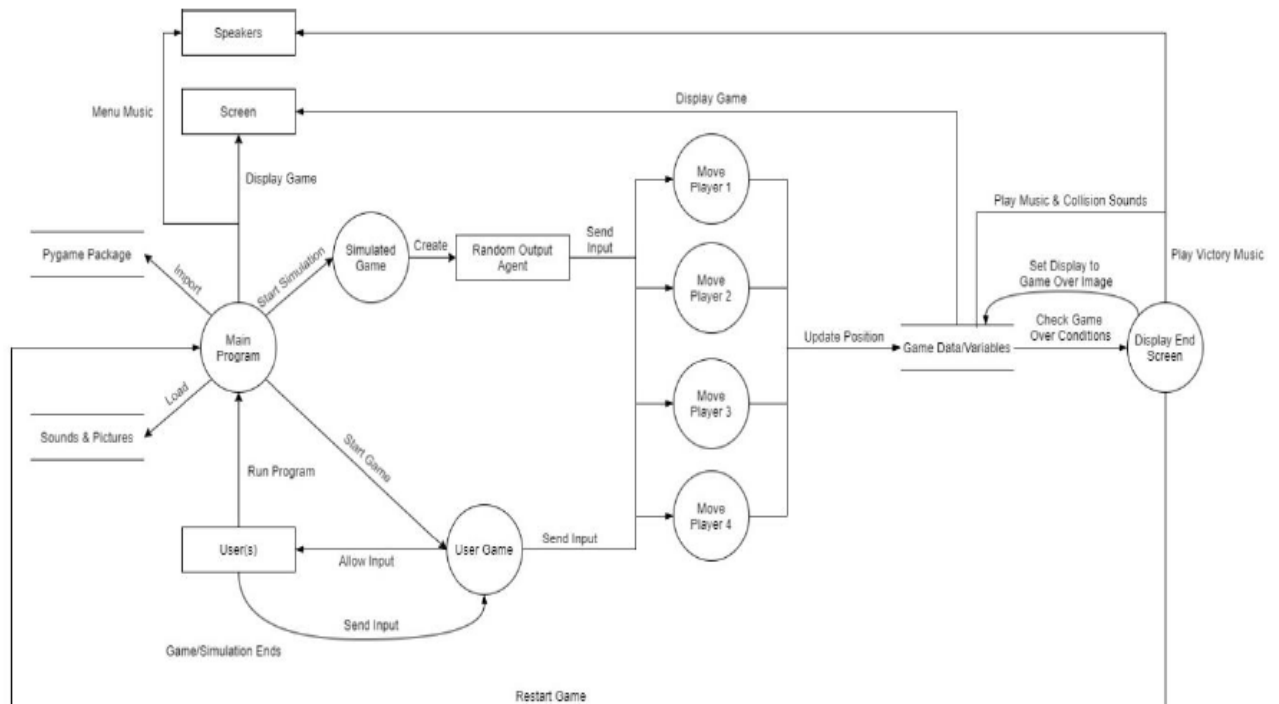 Speakers
Menu Music
Screen
Display Game
Display Game
Move
Player 1
Play Music & Collision Sounds
Pygame Package
Import
Start Simulation
Simulated
Game
Create
Random Output
Agent
Send
Input
Move
Player 2
Set Display to
Game Over Image
Play Victory Music
Main
Program
Update Position
Game Data/Variables
Check Game
Over Conditions
Display End
Screen
Load
Sounds & Pictures
Start Game
Move
Player 3
Run Program
Move
Player 4
User(s)
Allow Input
User Game
Send Input
Send Input
Game/Simulation Ends
Restart Game